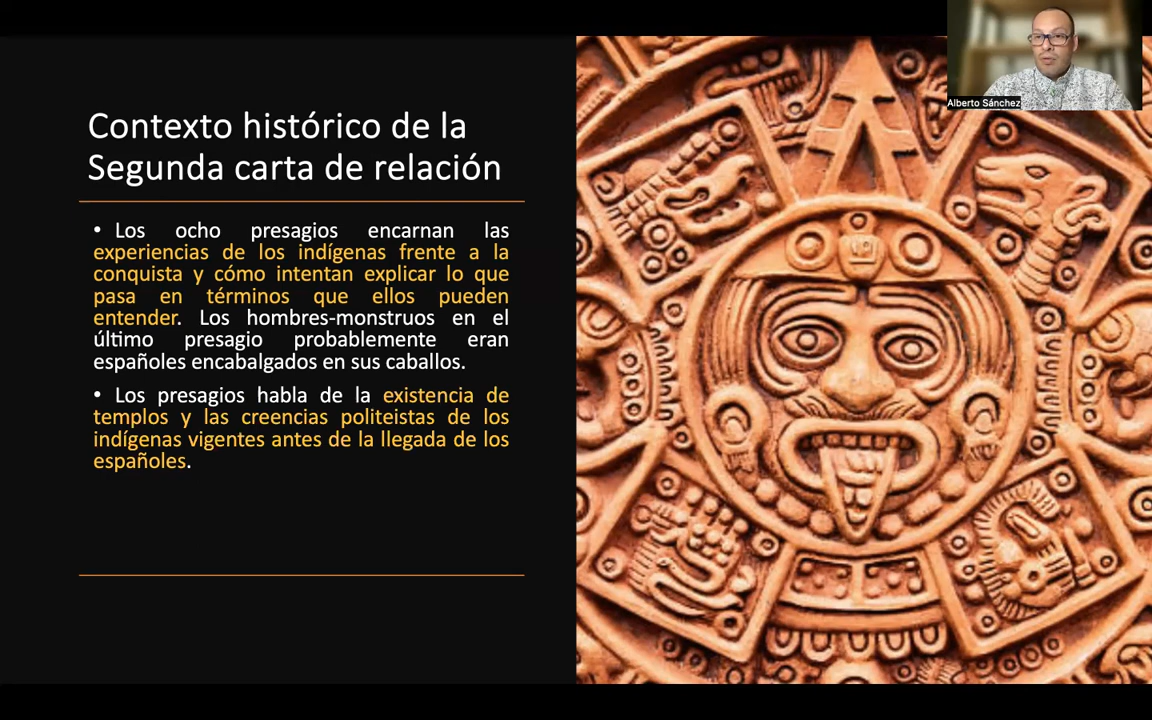 Alberto Sánchez
Contexto histórico de la
Segunda carta de relación
• Los ocho presagios encarnan las
experiencias de los indígenas frente a la
conquista y cómo intentan explicar lo que
pasa en términos que ellos pueden
entender. Los hombres-monstruos en el
último presagio probablemente eran
españoles encabalgados en sus caballos.
• Los presagios habla de la existencia de
templos y las creencias politeistas de los
indígenas vigentes antes de la llegada de los
españoles.